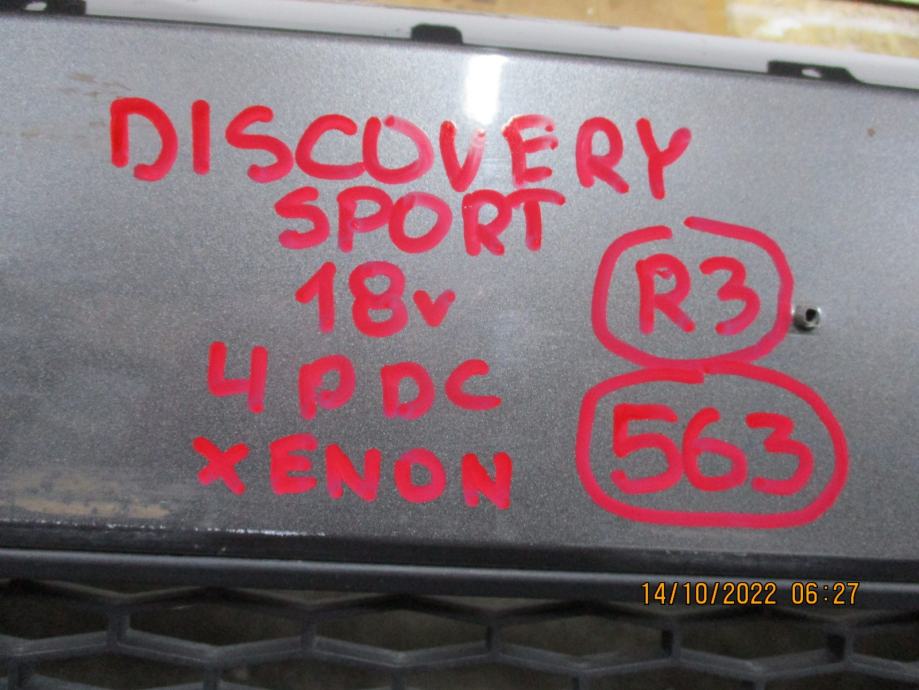 DISCOVERY
SPORT
18v
4PDC
XENON
R3
563
14/10/2022 06:27